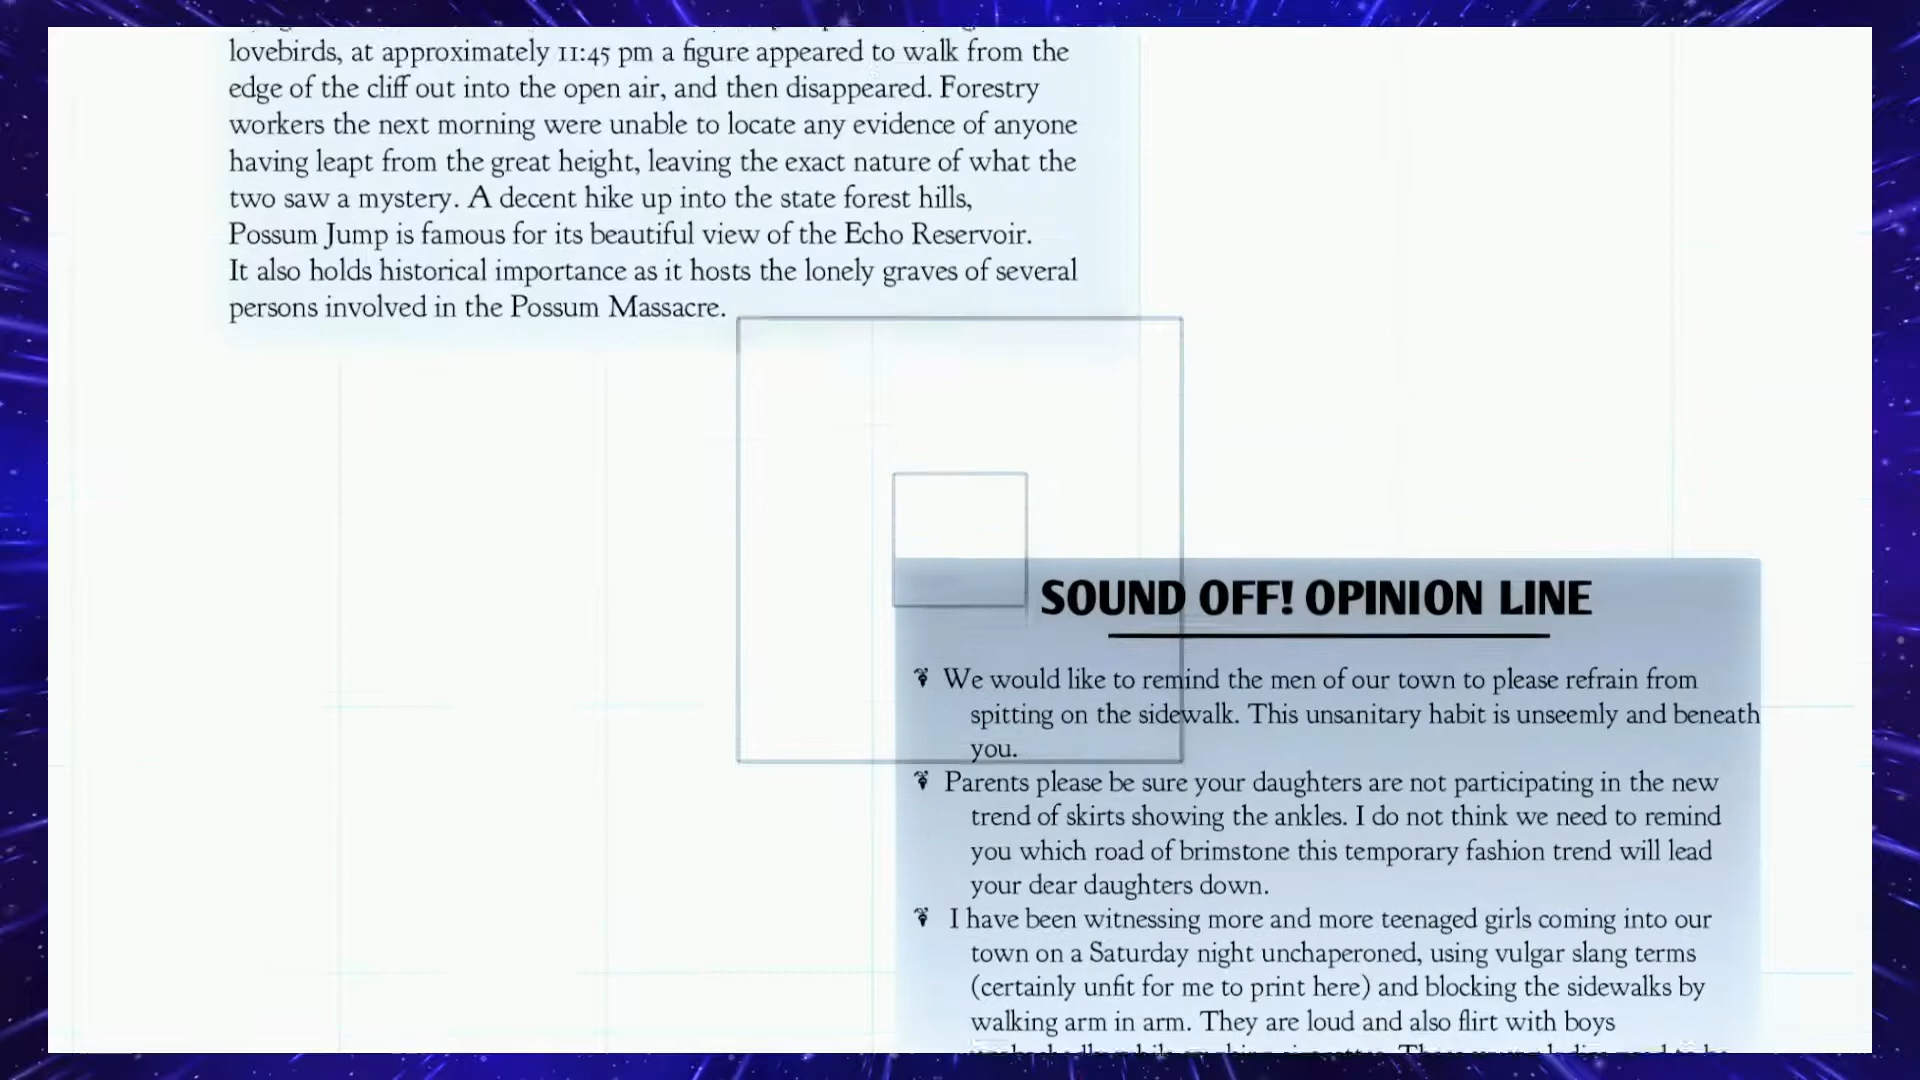 lovebirds, at approximately 11:45 pm a figure appeared to walk from the
edge of the cliff out into the open air, and then disappeared. Forestry
workers the next morning were unable to locate any evidence of anyone
having leapt from the great height, leaving the exact nature of what the
two saw a mystery. A decent hike up into the state forest hills,
Possum Jump is famous for its beautiful view of the Echo Reservoir.
It also holds historical importance as it hosts the lonely graves of several
persons involved in the Possum Massacre.
SOUND OFF! OPINION LINE
We would like to remind the men of our town to please refrain from
spitting on the sidewalk. This unsanitary habit is unseemly and beneath
you.
Parents please be sure your daughters are not participating in the new
trend of skirts showing the ankles. I do not think we need to remind
you which road of brimstone this temporary fashion trend will lead
your dear daughters down.
I have been witnessing more and more teenaged girls coming into our
town on a Saturday night unchaperoned, using vulgar slang terms
(certainly unfit for me to print here) and blocking the sidewalks by
walking arm in arm. They are loud and also flirt with boys